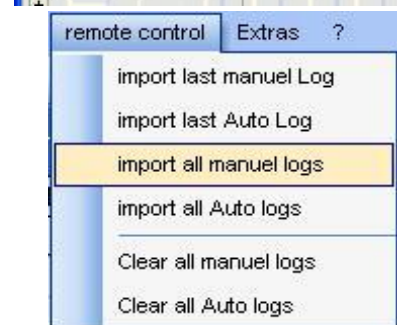 remote control Extras ?
import last manuel Log
import last Auto Log
import all manuel logs
import all Auto logs
Clear all manuel logs
Clear all Auto logs